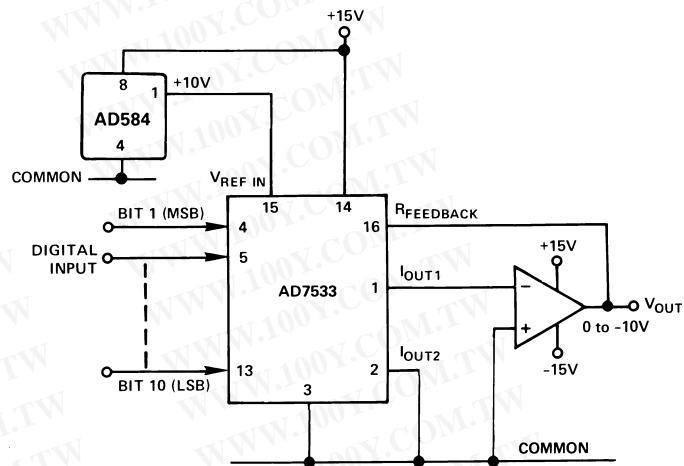 +15V
8
1
+10V
AD584
4
COMMON
VREF IN
15
14
BIT 1 (MSB)
4
16
RFEEDBACK
DIGITAL
INPUT
5
+15V
AD7533
1
IOUT1
−
VOUT
+
0 to -10V
IOUT2
BIT 10 (LSB)
13
2
-15V
3
COMMON
WWW.100Y.COM.TW